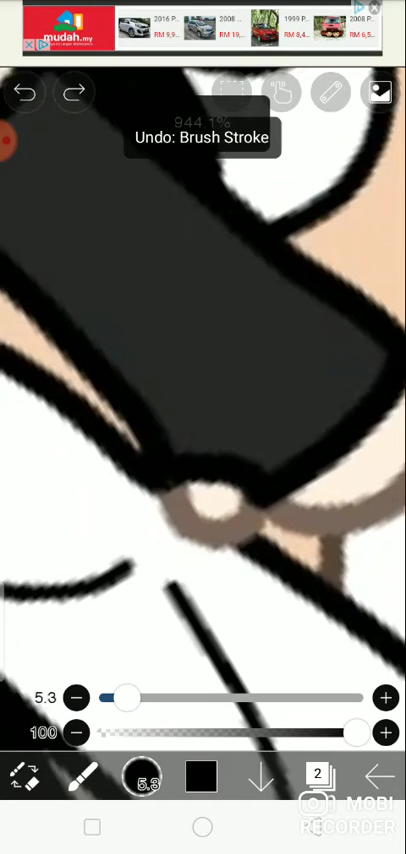 2016 P... 2008 ... 1999 P... 2008 P...
mudah.my
RM 9,9... RM 19,... RM 8,4... RM 6,5...
944.1%
Undo: Brush Stroke
5.3
100
5.3
2
MOBI
RECORDER